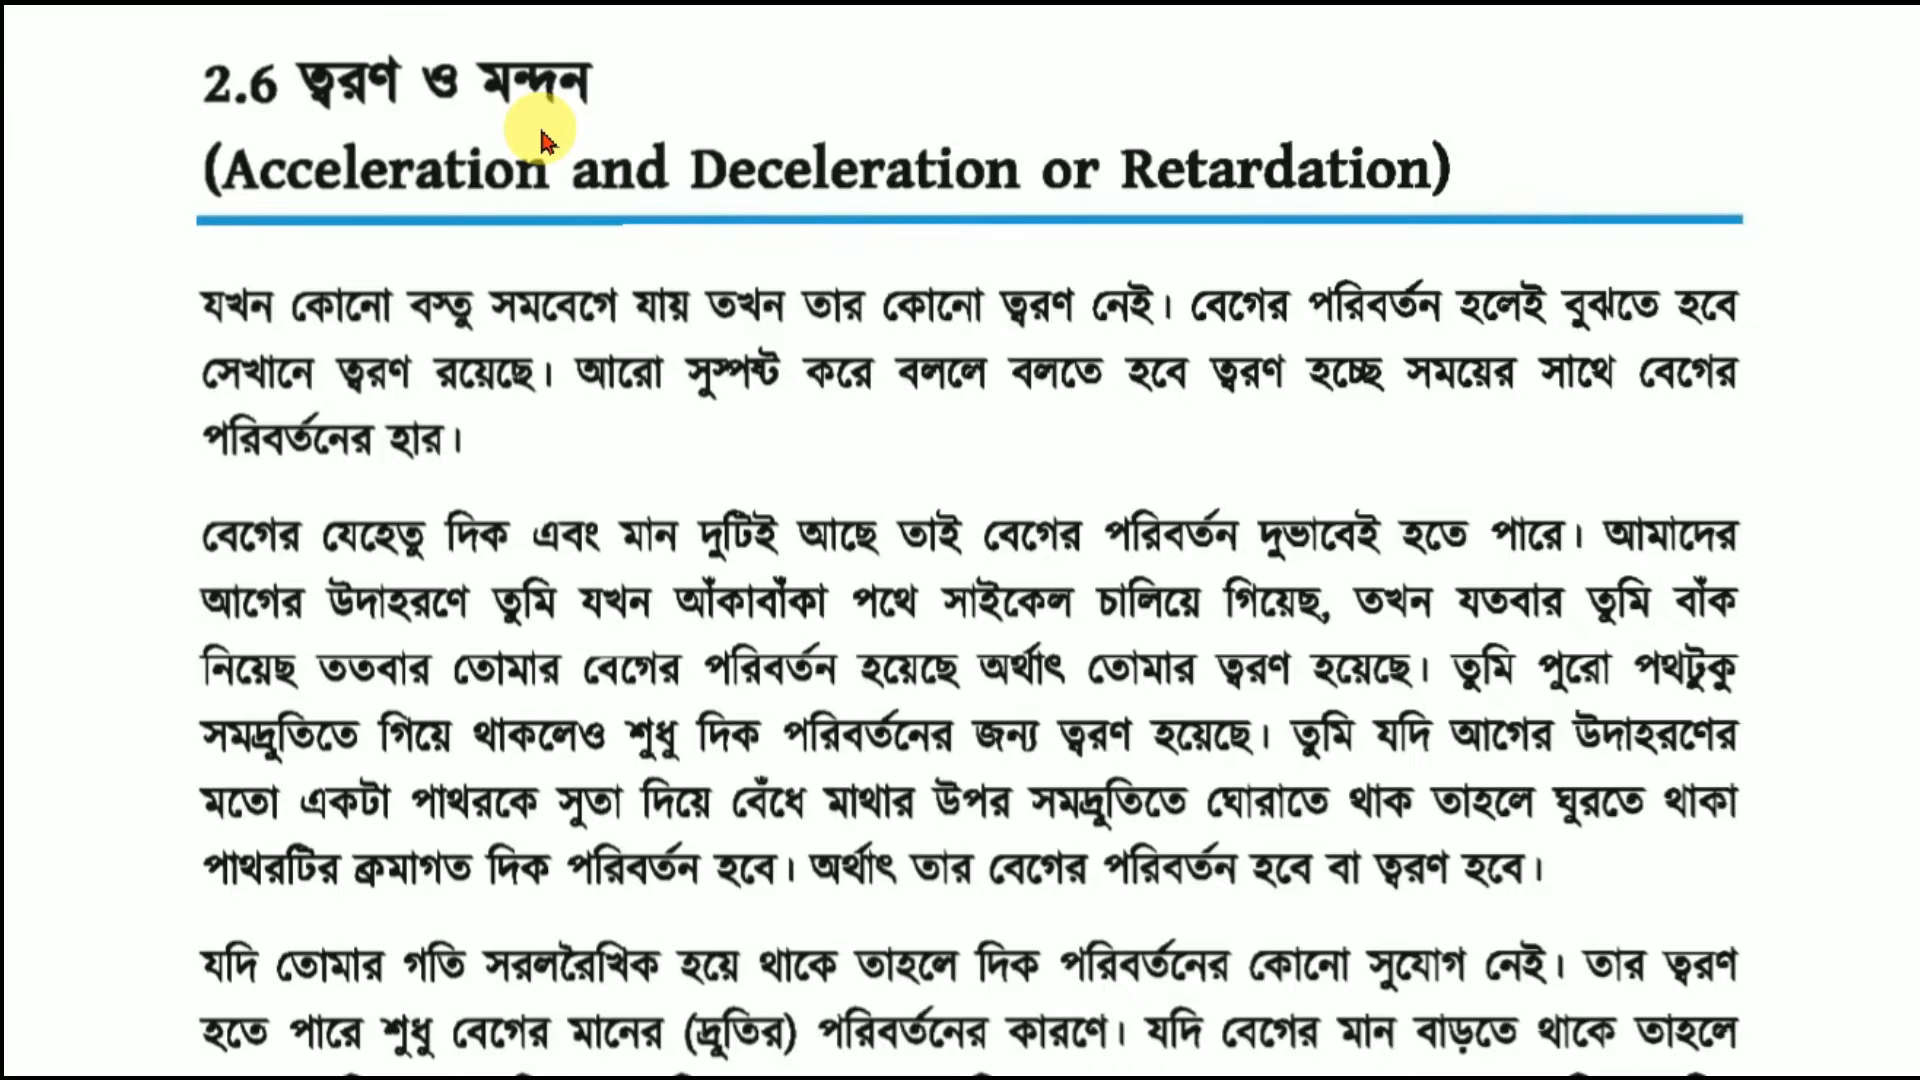 2.6 ত্বরণ ও মন্দন
(Acceleration and Deceleration or Retardation)
যখন কোনো বস্তু সমবেগে যায় তখন তার কোনো ত্বরণ নেই। বেগের পরিবর্তন হলেই বুঝতে হবে
সেখানে ত্বরণ রয়েছে। আরো সুস্পষ্ট করে বললে বলতে হবে ত্বরণ হচ্ছে সময়ের সাথে বেগের
পরিবর্তনের হার।
বেগের যেহেতু দিক এবং মান দুটিই আছে তাই বেগের পরিবর্তন দুভাবেই হতে পারে। আমাদের
আগের উদাহরণে তুমি যখন আঁকাবাঁকা পথে সাইকেল চালিয়ে গিয়েছ, তখন যতবার তুমি বাঁক
নিয়েছ ততবার তোমার বেগের পরিবর্তন হয়েছে অর্থাৎ তোমার ত্বরণ হয়েছে। তুমি পুরো পথটুকু
সমদ্রুতিতে গিয়ে থাকলেও শুধু দিক পরিবর্তনের জন্য ত্বরণ হয়েছে। তুমি যদি আগের উদাহরণের
মতো একটা পাথরকে সুতা দিয়ে বেঁধে মাথার উপর সমদ্রুতিতে ঘোরাতে থাক তাহলে ঘুরতে থাকা
পাথরটির ক্রমাগত দিক পরিবর্তন হবে। অর্থাৎ তার বেগের পরিবর্তন হবে বা ত্বরণ হবে।
যদি তোমার গতি সরলরৈখিক হয়ে থাকে তাহলে দিক পরিবর্তনের কোনো সুযোগ নেই। তার ত্বরণ
হতে পারে শুধু বেগের মানের (দ্রুতির) পরিবর্তনের কারণে। যদি বেগের মান বাড়তে থাকে তাহলে